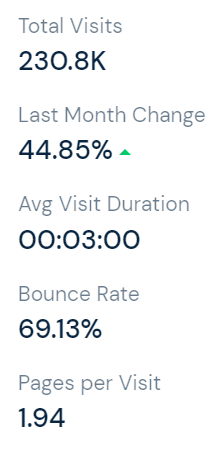 Total Visits
230.8K
Last Month Change
44.85%
Avg Visit Duration
00:03:00
Bounce Rate
69.13%
Pages per Visit
1.94